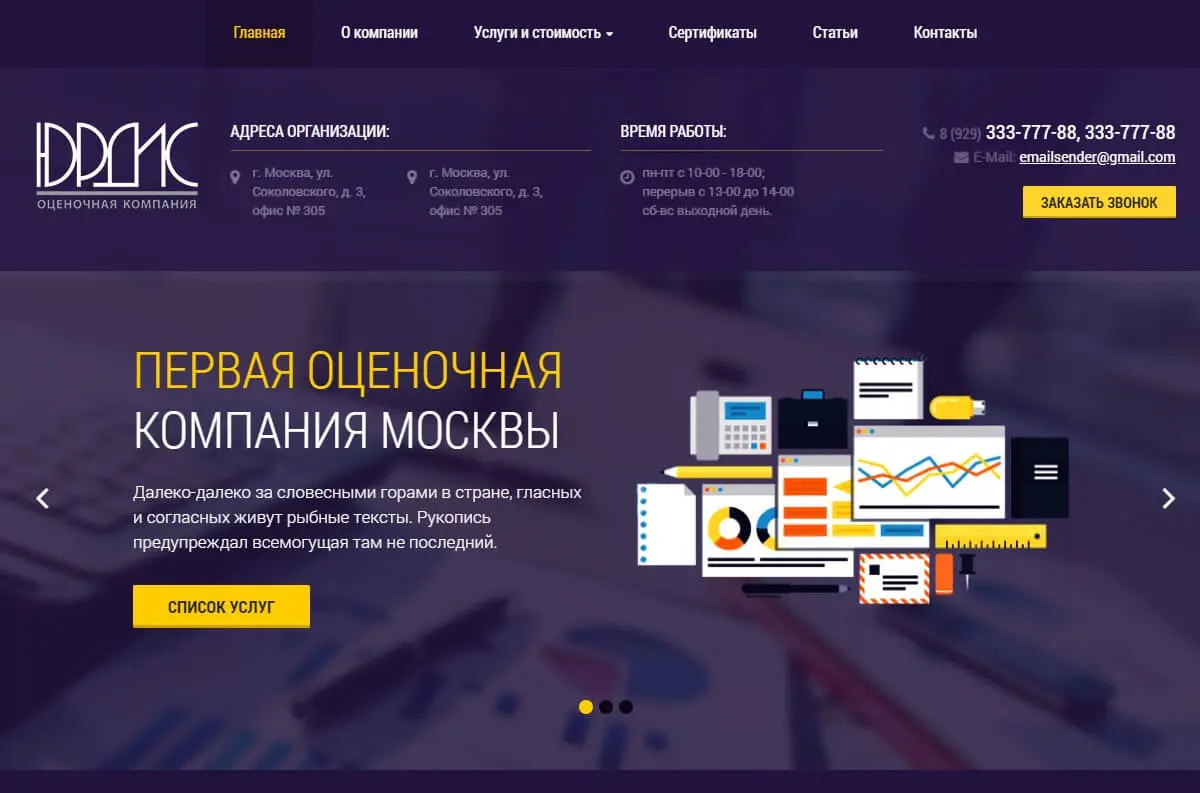 Главная
О компании
Услуги и стоимость
Сертификаты
Статьи
Контакты
ЮРДИС
ОЦЕНОЧНАЯ КОМПАНИЯ
АДРЕСА ОРГАНИЗАЦИИ:
г. Москва, ул.
Соколовского, д. 3,
офис № 305
г. Москва, ул.
Соколовского, д. 3,
офис № 305
ВРЕМЯ РАБОТЫ:
пн-пт с 10-00 - 18-00;
перерыв с 13-00 до 14-00
сб-вс выходной день.
8 (929) 333-777-88, 333-777-88
E-Mail: emailsender@gmail.com
ЗАКАЗАТЬ ЗВОНОК
ПЕРВАЯ ОЦЕНОЧНАЯ
КОМПАНИЯ МОСКВЫ
Далеко-далеко за словесными горами в стране, гласных
и согласных живут рыбные тексты. Рукопись
предупреждал всемогущая там не последний.
СПИСОК УСЛУГ